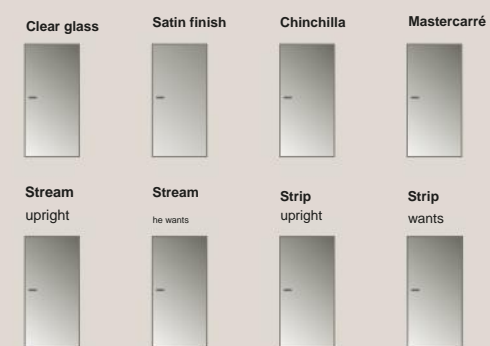 Clear glass
Satin finish
Chinchilla
Mastercarré
Stream
upright
Stream
he wants
Strip
upright
Strip
wants